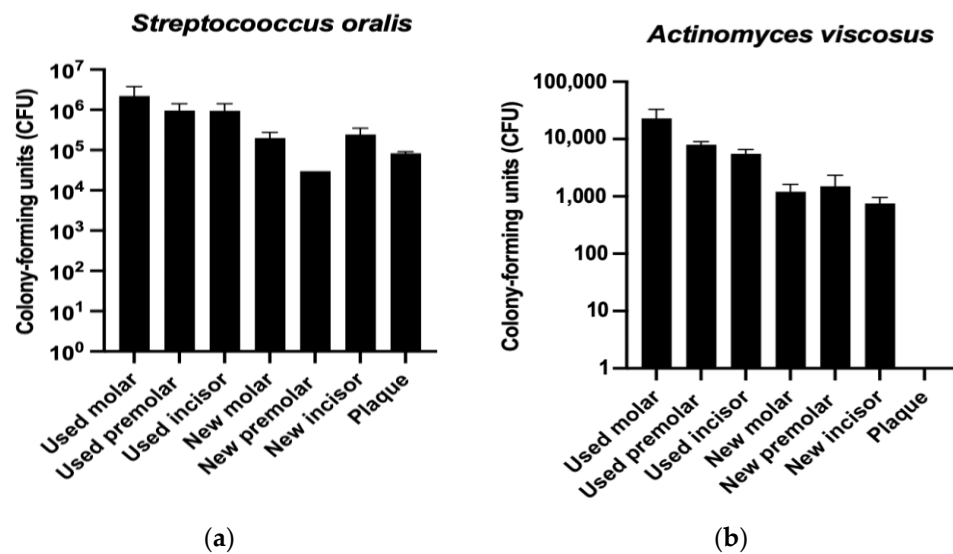 Streptocooccus oralis
Colony-forming units (CFU)
10⁷
10⁶
10⁵
10⁴
10³
10²
10¹
10⁰
Used molar
Used premolar
Used incisor
New molar
New premolar
New incisor
Plaque
(a)
Actinomyces viscosus
Colony-forming units (CFU)
100,000
10,000
1,000
100
10
1
Used molar
Used premolar
Used incisor
New molar
New premolar
New incisor
Plaque
(b)